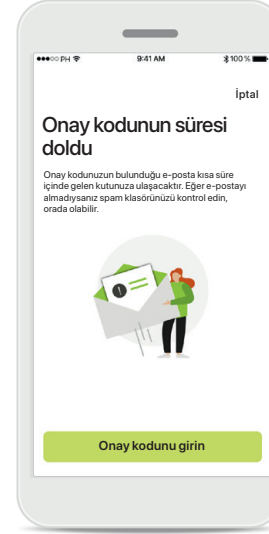 ●●●○○ PH 9:41 AM 100%
İptal
Onay kodunun süresi
doldu
Onay kodunuzun bulunduğu e-posta kısa süre
içinde gelen kutunuza ulaşacaktır. Eğer e-postayı
almadıysanız spam klasörünüzü kontrol edin,
orada olabilir.
Onay kodunu girin